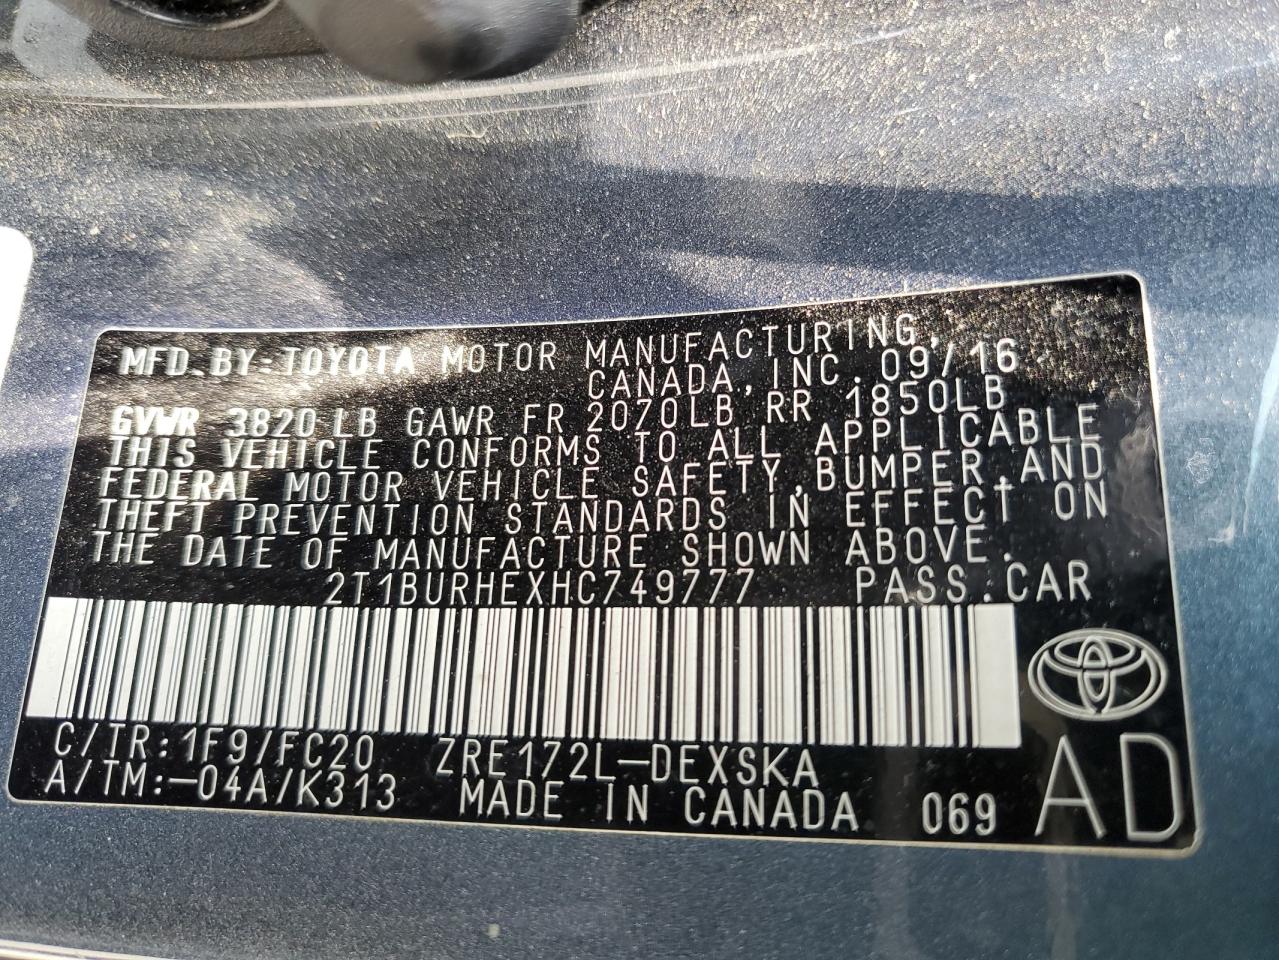 MFD.BY:TOYOTA MOTOR MANUFACTURING,
CANADA,INC.09/16
GVWR 3820LB GAWR FR 2070LB RR 1850LB
THIS VEHICLE CONFORMS TO ALL APPLICABLE
FEDERAL MOTOR VEHICLE SAFETY,BUMPER,AND
THEFT PREVENTION STANDARDS IN EFFECT ON
THE DATE OF MANUFACTURE SHOWN ABOVE.
2T1BURHEXHC749777 PASS.CAR
C/TR:1F9/FC20 ZRE172L-DEXSKA
A/TM:-04A/K313 MADE IN CANADA 069 AD